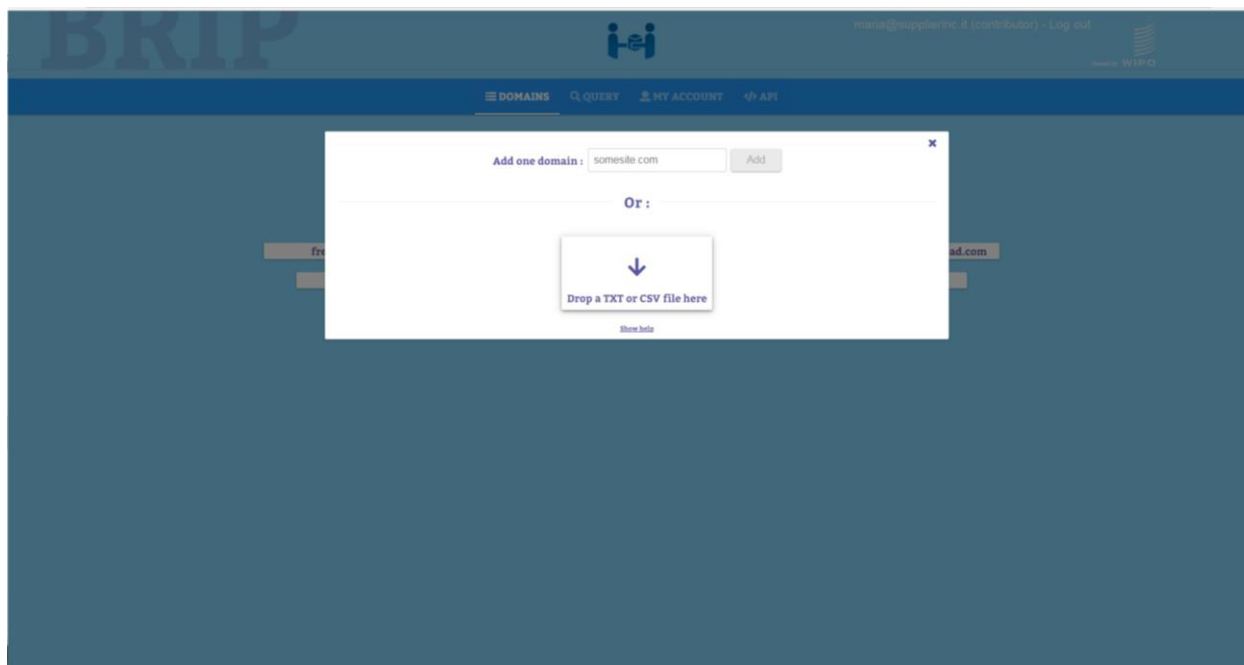 BRIP
maria@supplierinc.it (contributor) - Log out
WIPO
DOMAINS QUERY MY ACCOUNT </> API
Add one domain : somesite.com Add
Or :
fre
ad.com
Drop a TXT or CSV file here
Show help